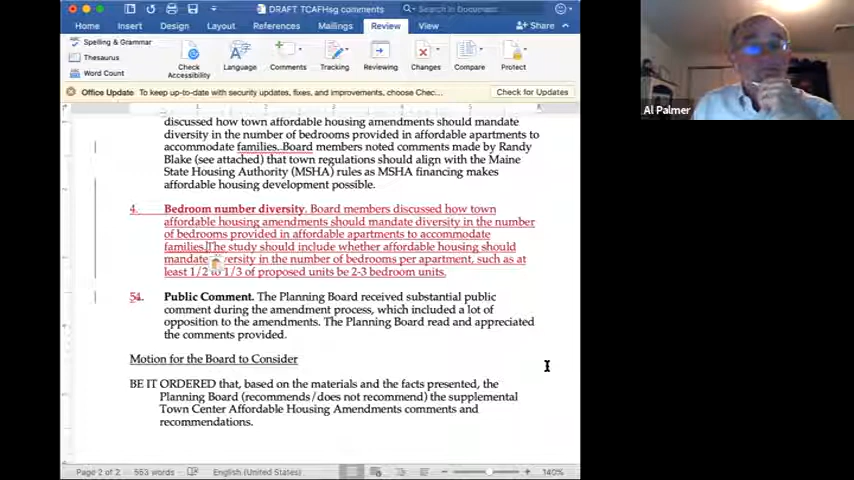 DRAFT TCAFHsg comments
Search in Document
Home Insert Design Layout References Mailings Review View Share
Spelling & Grammar
Thesaurus
Word Count
Check Accessibility
Language
Comments
Tracking
Reviewing
Changes
Compare
Protect
Office Update To keep up-to-date with security updates, fixes, and improvements, choose Chec... Check for Updates
discussed how town affordable housing amendments should mandate
diversity in the number of bedrooms provided in affordable apartments to
accommodate families. Board members noted comments made by Randy
Blake (see attached) that town regulations should align with the Maine
State Housing Authority (MSHA) rules as MSHA financing makes
affordable housing development possible.
4. Bedroom number diversity. Board members discussed how town
affordable housing amendments should mandate diversity in the number
of bedrooms provided in affordable apartments to accommodate
families.The study should include whether affordable housing should
mandate diversity in the number of bedrooms per apartment, such as at
least 1/2 to 1/3 of proposed units be 2-3 bedroom units.
54. Public Comment. The Planning Board received substantial public
comment during the amendment process, which included a lot of
opposition to the amendments. The Planning Board read and appreciated
the comments provided.
Motion for the Board to Consider
BE IT ORDERED that, based on the materials and the facts presented, the
Planning Board (recommends/does not recommend) the supplemental
Town Center Affordable Housing Amendments comments and
recommendations.
Page 2 of 2 553 words English (United States) 140%
Al Palmer